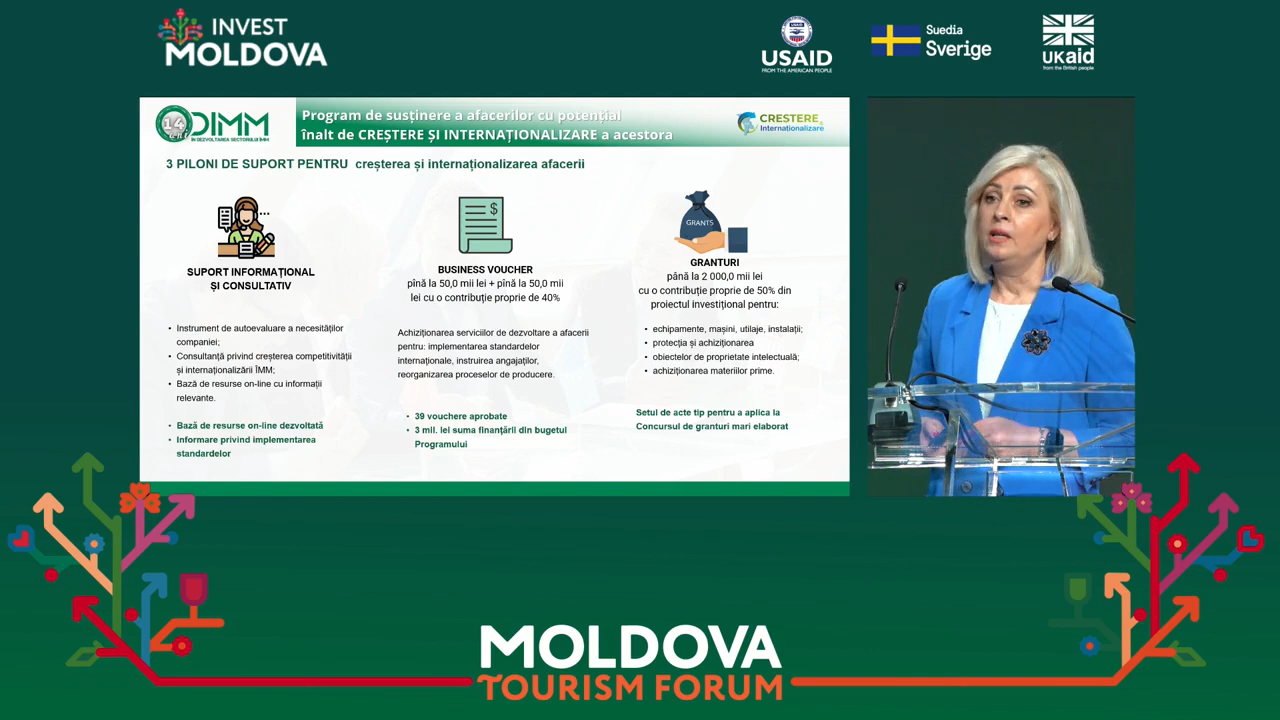 INVEST
MOLDOVA
USAID
FROM THE AMERICAN PEOPLE
Suedia
Sverige
UKaid
from the British people
14
ani
ODIMM
ÎN DEZVOLTAREA SECTORULUI ÎMM
Program de susținere a afacerilor cu potențial
înalt de CREȘTERE ȘI INTERNAȚIONALIZARE a acestora
CRESTERE &
Internationalizare
3 PILONI DE SUPORT PENTRU creșterea și internaționalizarea afacerii
SUPORT INFORMAȚIONAL
ȘI CONSULTATIV
• Instrument de autoevaluare a necesităților
companiei;
• Consultanță privind creșterea competitivității
și internaționalizării ÎMM;
• Bază de resurse on-line cu informații
relevante.
• Bază de resurse on-line dezvoltată
• Informare privind implementarea
standardelor
$
BUSINESS VOUCHER
pînă la 50,0 mii lei + pînă la 50,0 mii
lei cu o contribuție proprie de 40%
Achiziționarea serviciilor de dezvoltare a afacerii
pentru: implementarea standardelor
internaționale, instruirea angajaților,
reorganizarea proceselor de producere.
• 39 vouchere aprobate
• 3 mil. lei suma finanțării din bugetul
Programului
GRANTS
GRANTURI
până la 2 000,0 mii lei
cu o contribuție proprie de 50% din
proiectul investițional pentru:
• echipamente, mașini, utilaje, instalații;
• protecția și achiziționarea
• obiectelor de proprietate intelectuală;
• achiziționarea materiilor prime.
Setul de acte tip pentru a aplica la
Concursul de granturi mari elaborat
MOLDOVA
TOURISM FORUM